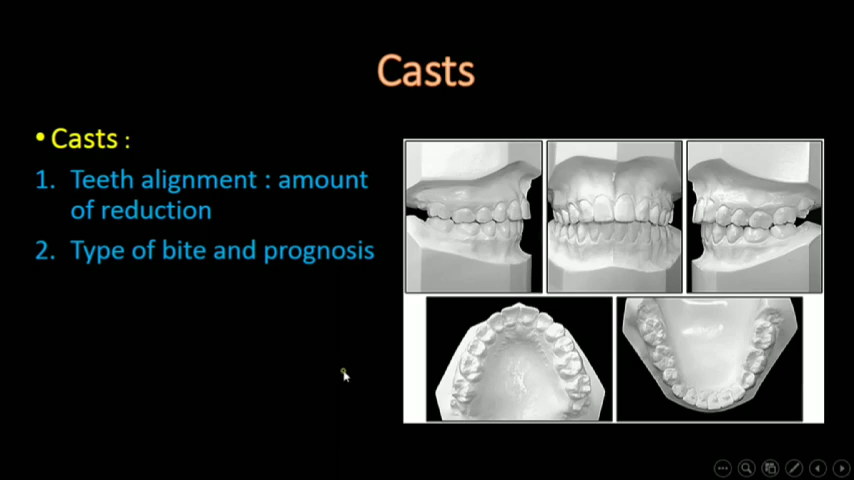 Casts
• Casts :
1. Teeth alignment : amount
of reduction
2. Type of bite and prognosis